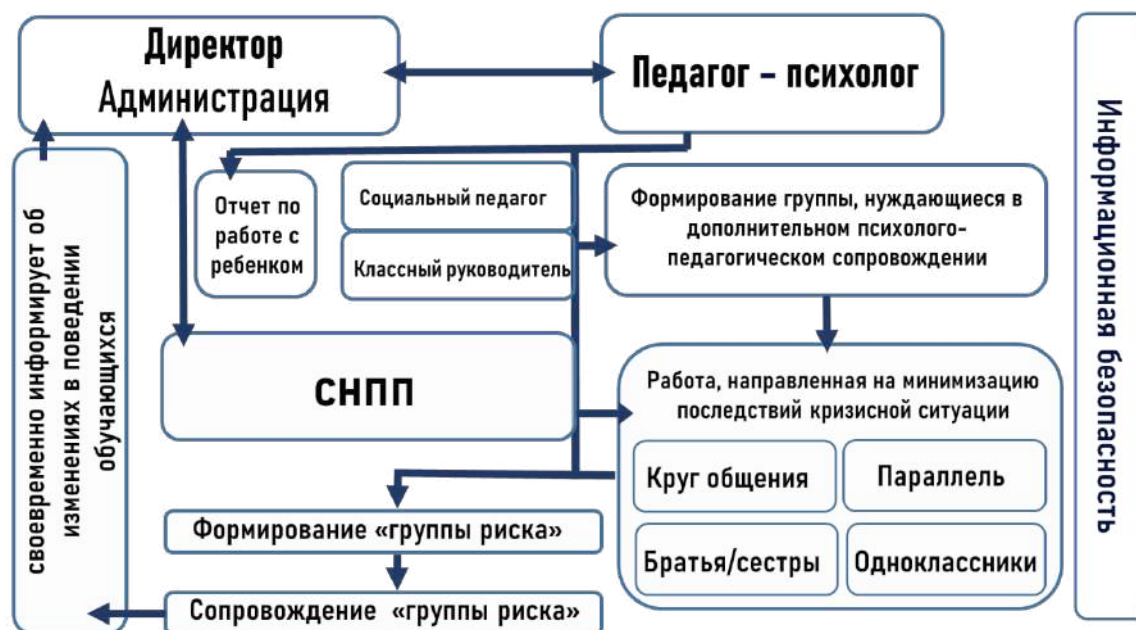 Директор
Администрация
Педагог – психолог
Отчет по
работе с
ребенком
Социальный педагог
Классный руководитель
Формирование группы, нуждающиеся в
дополнительном психолого-
педагогическом сопровождении
СНПП
Работа, направленная на минимизацию
последствий кризисной ситуации
Круг общения
Параллель
Братья/сестры
Одноклассники
Формирование «группы риска»
Сопровождение «группы риска»
своевременно информирует об
изменениях в поведении
обучающихся
Информационная безопасность